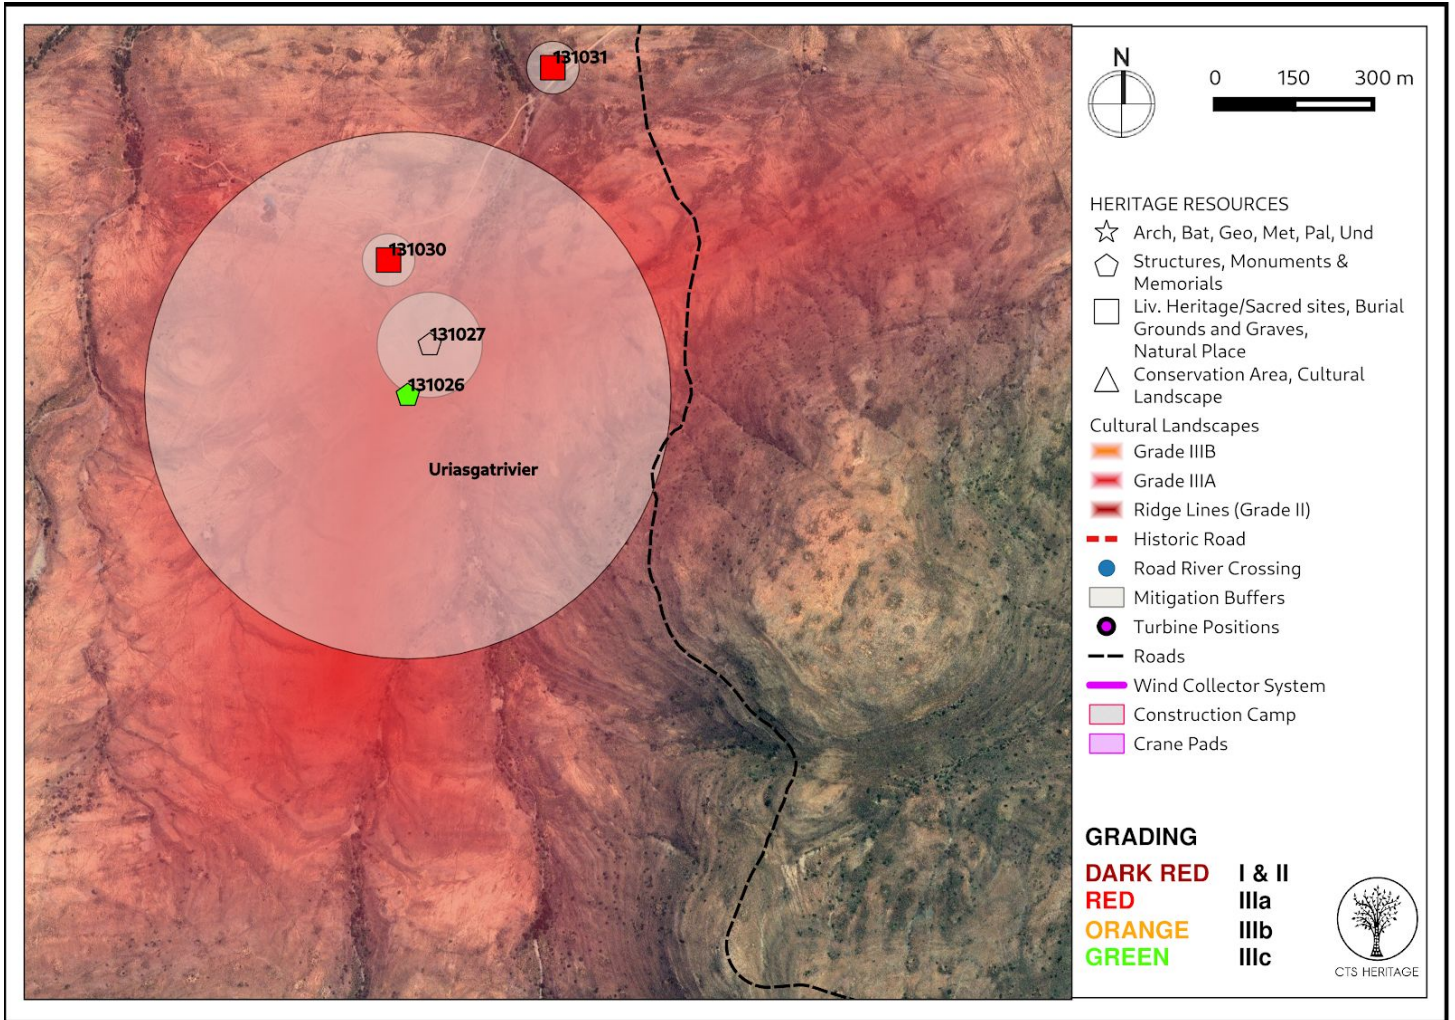 131031
131030
131027
131026
Uriasgatrivier
N
0 150 300 m
HERITAGE RESOURCES
Arch, Bat, Geo, Met, Pal, Und
Structures, Monuments &
Memorials
Liv. Heritage/Sacred sites, Burial
Grounds and Graves,
Natural Place
Conservation Area, Cultural
Landscape
Cultural Landscapes
Grade IIIB
Grade IIIA
Ridge Lines (Grade II)
Historic Road
Road River Crossing
Mitigation Buffers
Turbine Positions
Roads
Wind Collector System
Construction Camp
Crane Pads
GRADING
DARK RED I & II
RED IIIa
ORANGE IIIb
GREEN IIIc
CTS HERITAGE